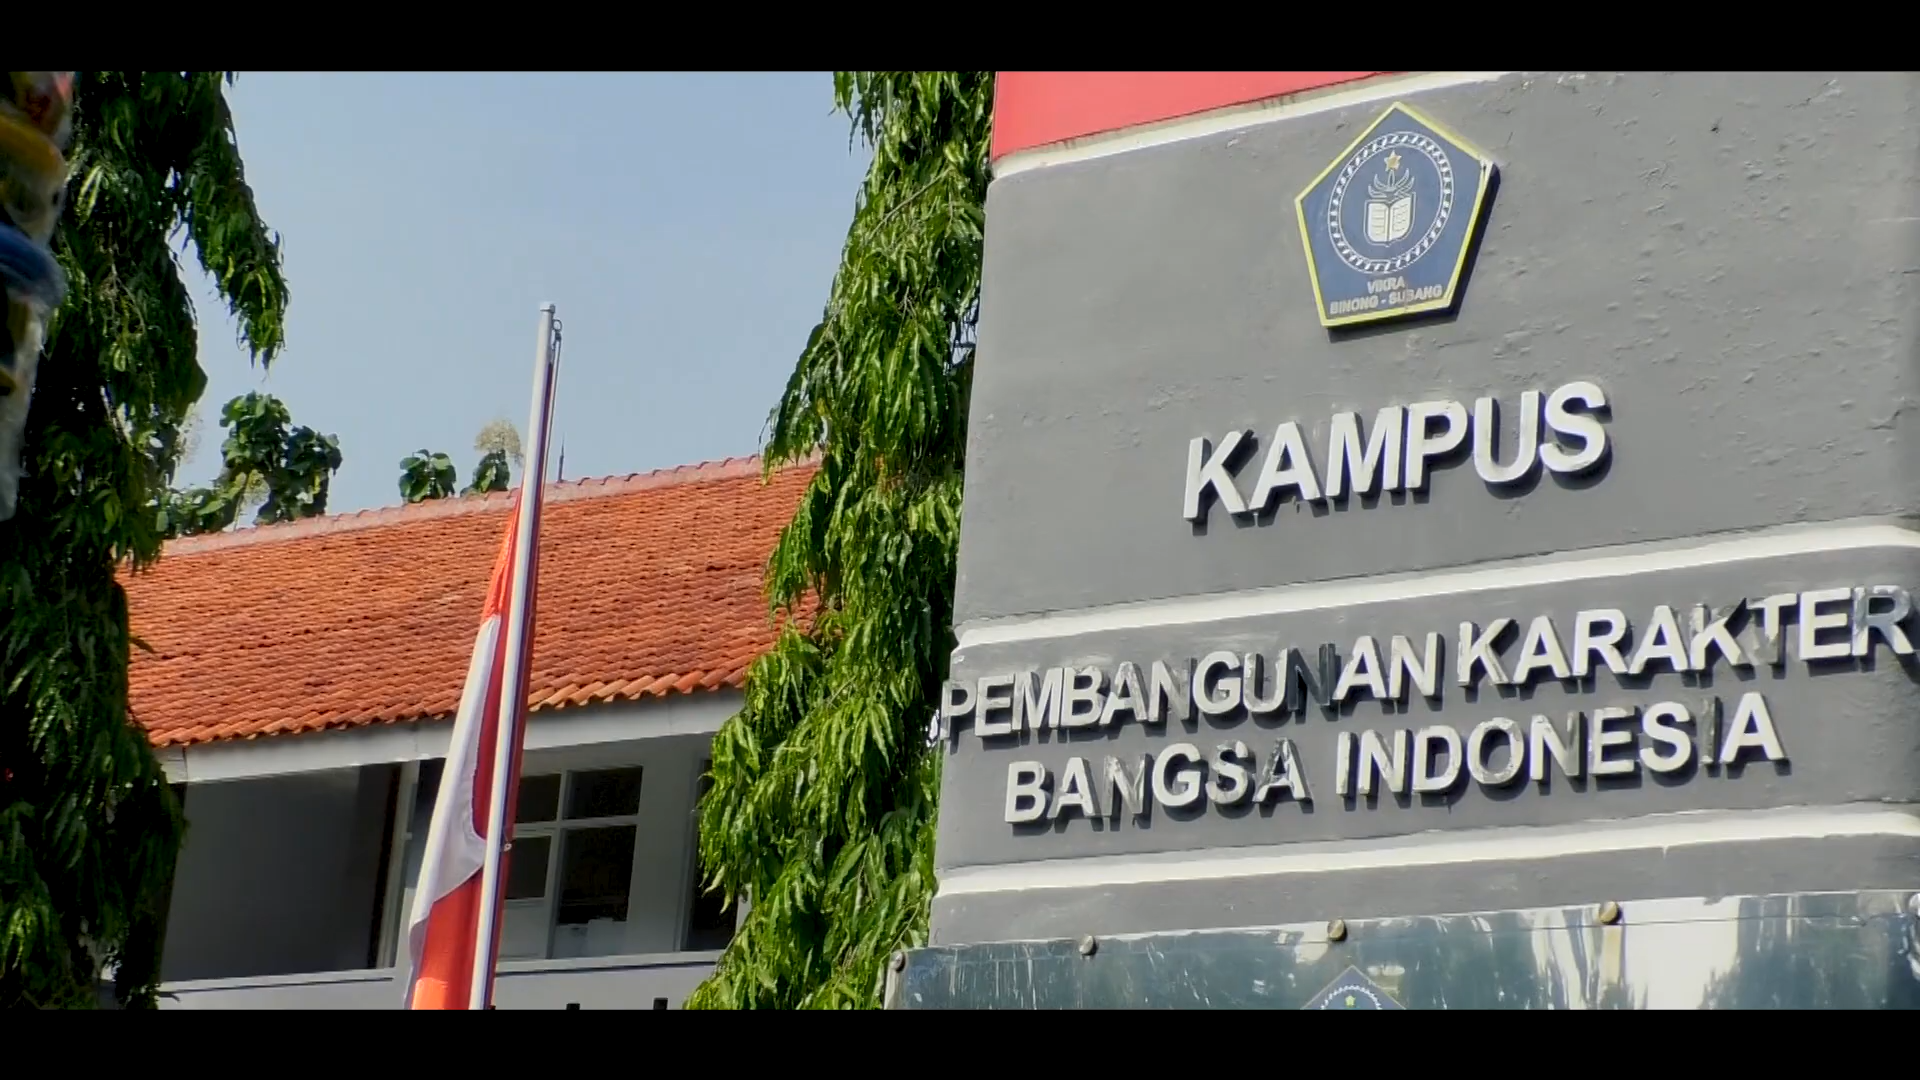 VIKRA
BINONG - SUBANG
KAMPUS
PEMBANGUNAN KARAKTER
BANGSA INDONESIA